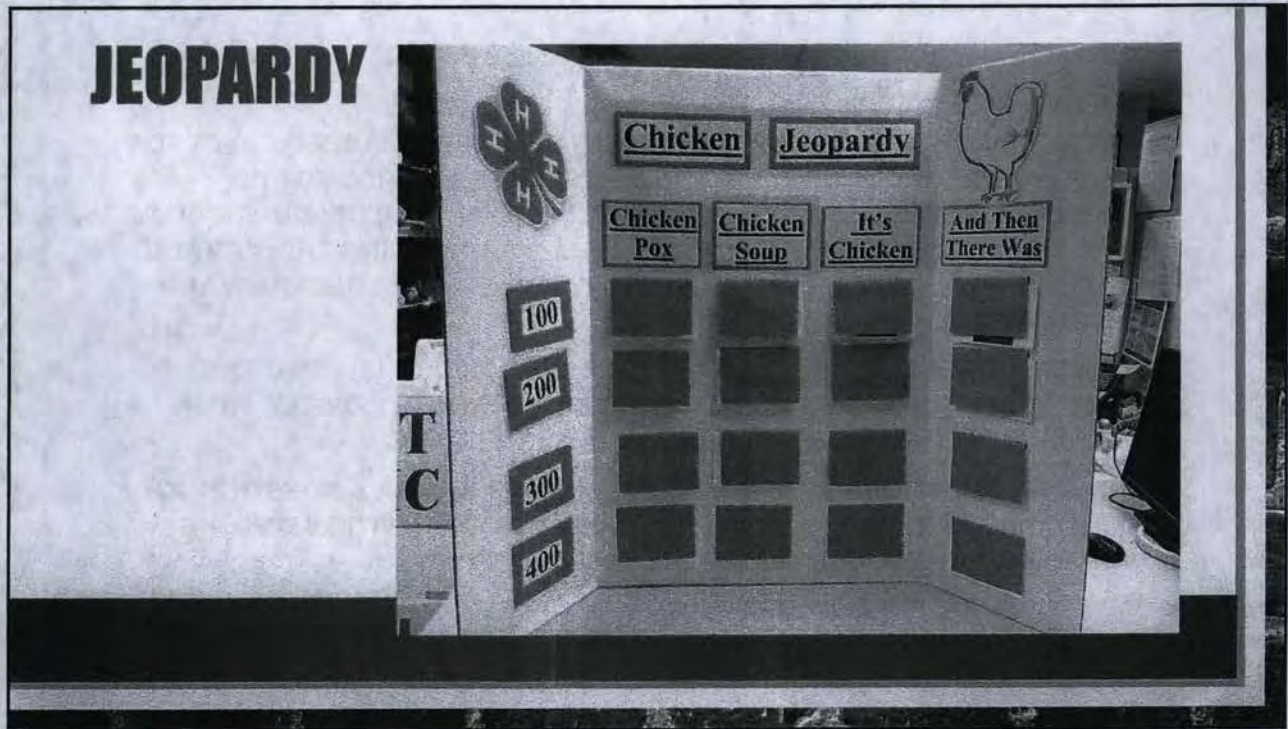 JEOPARDY
H
H
H
H
Chicken Jeopardy
Chicken
Pox
Chicken
Soup
It's
Chicken
And Then
There Was
100
200
300
400
T
C